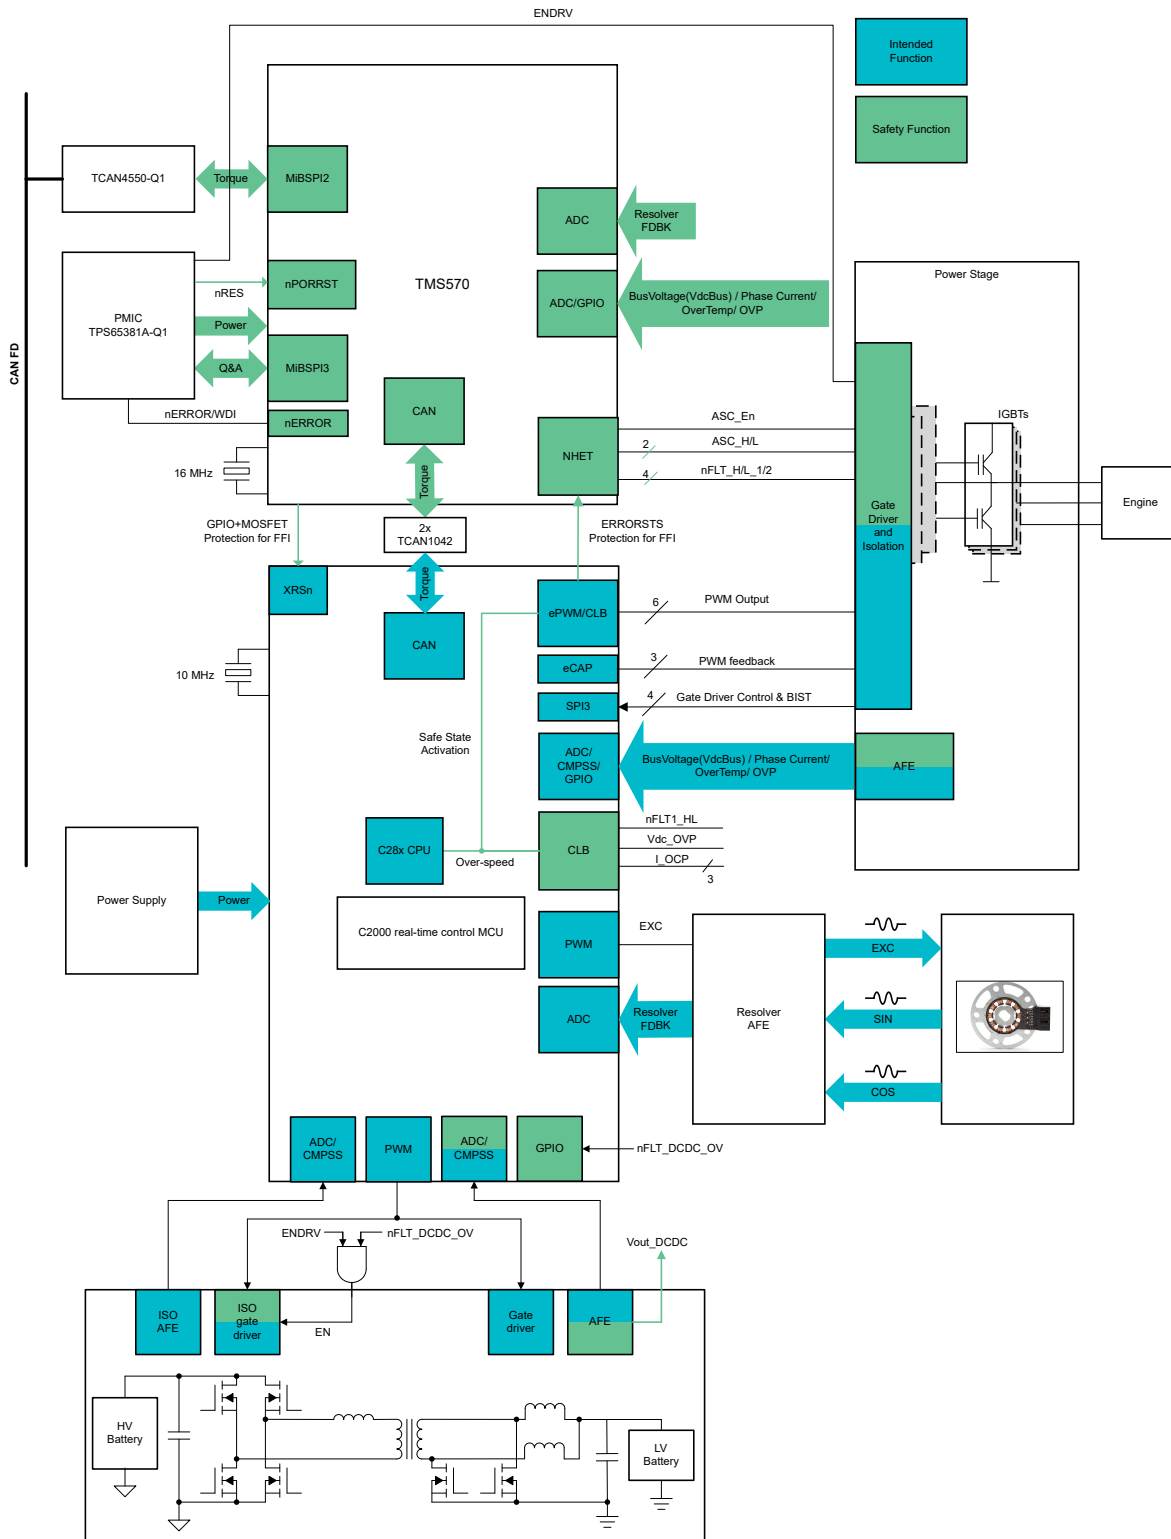 ENDRV
Intended
Function
Safety Function
CAN FD
TCAN4550-Q1
Torque
MiBSPI2
ADC
Resolver
FDBK
TMS570
PMIC
TPS65381A-Q1
nRES
nPORRST
Power
Q&A
MiBSPI3
nERROR/WDI
nERROR
16 MHz
ADC/GPIO
BusVoltage(VdcBus) / Phase Current/
OverTemp/ OVP
Power Stage
CAN
Torque
NHET
ASC_En
2
ASC_H/L
4
nFLT_H/L_1/2
IGBTs
Gate
Driver
and
Isolation
Engine
GPIO+MOSFET
Protection for FFI
2x
TCAN1042
ERRORSTS
Protection for FFI
XRSn
Torque
CAN
10 MHz
ePWM/CLB
6
PWM Output
eCAP
3
PWM feedback
SPI3
4
Gate Driver Control & BIST
Safe State
Activation
ADC/
CMPSS/
GPIO
BusVoltage(VdcBus) / Phase Current/
OverTemp/ OVP
AFE
C28x CPU
Over-speed
CLB
nFLT1_HL
Vdc_OVP
I_OCP
3
Power Supply
Power
C2000 real-time control MCU
PWM
EXC
ADC
Resolver
FDBK
Resolver
AFE
EXC
SIN
COS
ADC/
CMPSS
PWM
ADC/
CMPSS
GPIO
nFLT_DCDC_OV
ENDRV
nFLT_DCDC_OV
Vout_DCDC
ISO
AFE
ISO
gate
driver
EN
Gate
driver
AFE
HV
Battery
LV
Battery